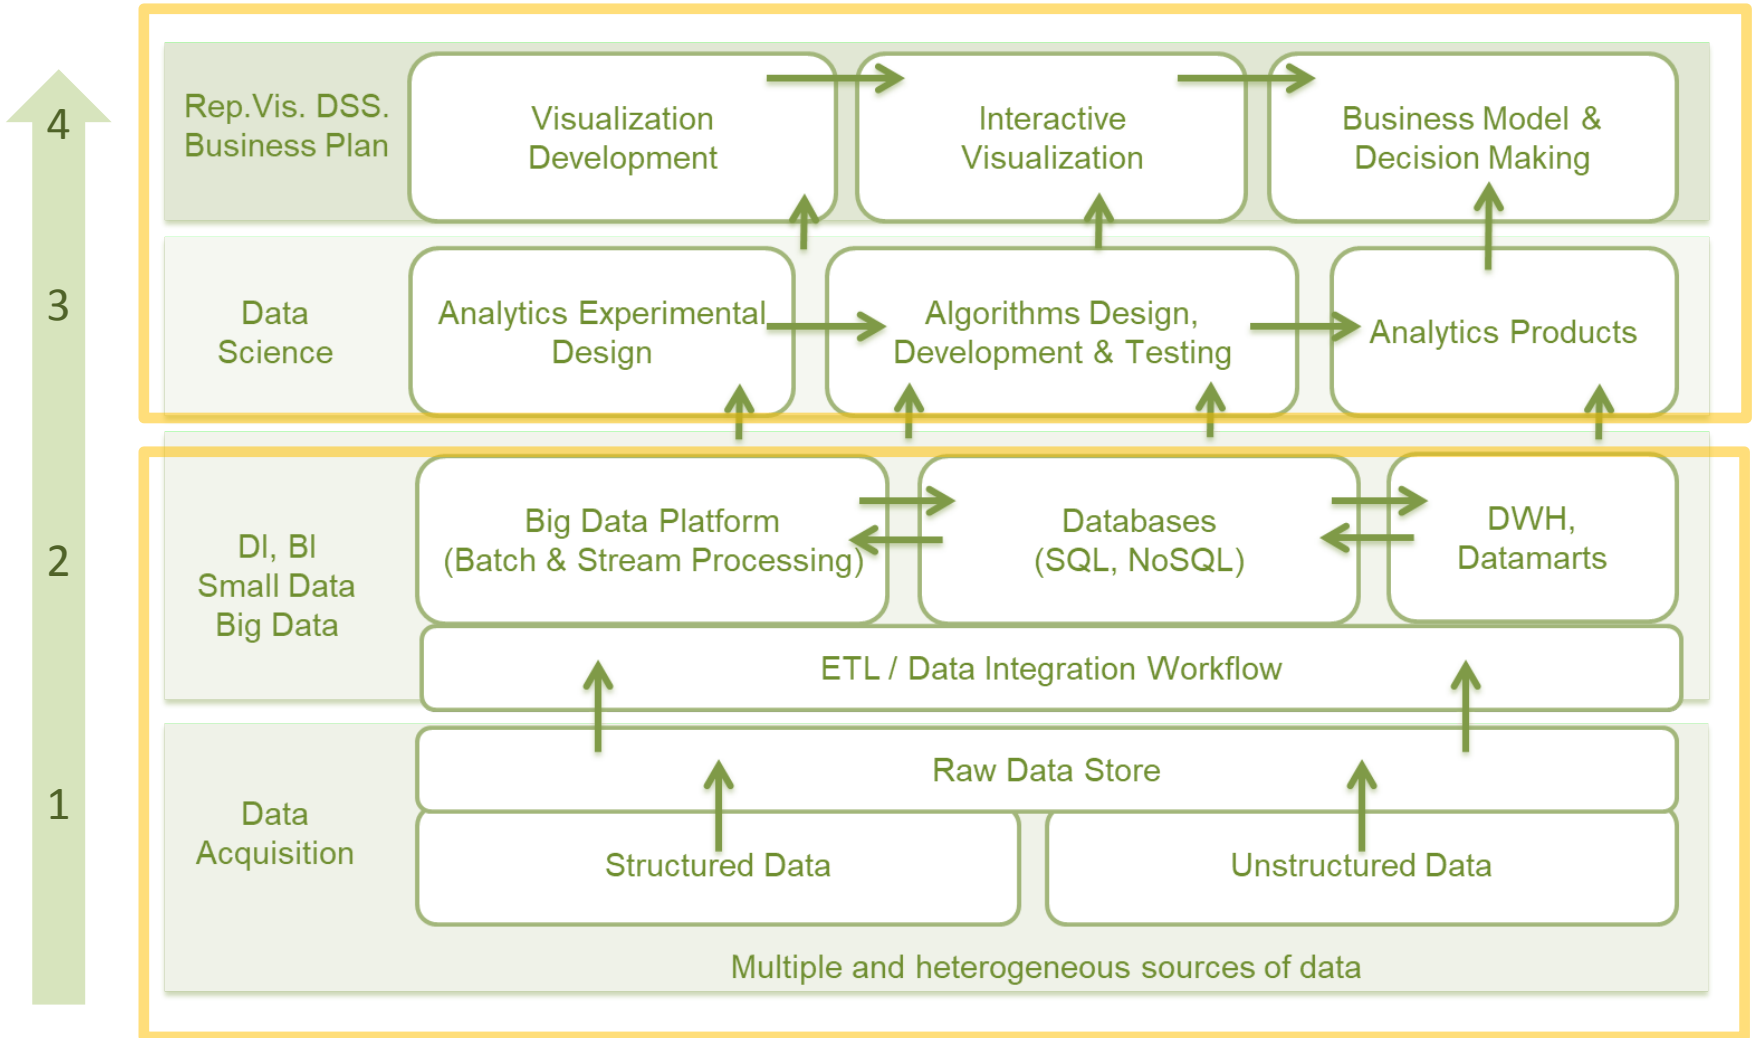 4
Rep.Vis. DSS.
Business Plan
Visualization
Development
Interactive
Visualization
Business Model &
Decision Making
3
Data
Science
Analytics Experimental
Design
Algorithms Design,
Development & Testing
Analytics Products
2
DI, BI
Small Data
Big Data
Big Data Platform
(Batch & Stream Processing)
Databases
(SQL, NoSQL)
DWH,
Datamarts
ETL / Data Integration Workflow
1
Data
Acquisition
Raw Data Store
Structured Data
Unstructured Data
Multiple and heterogeneous sources of data